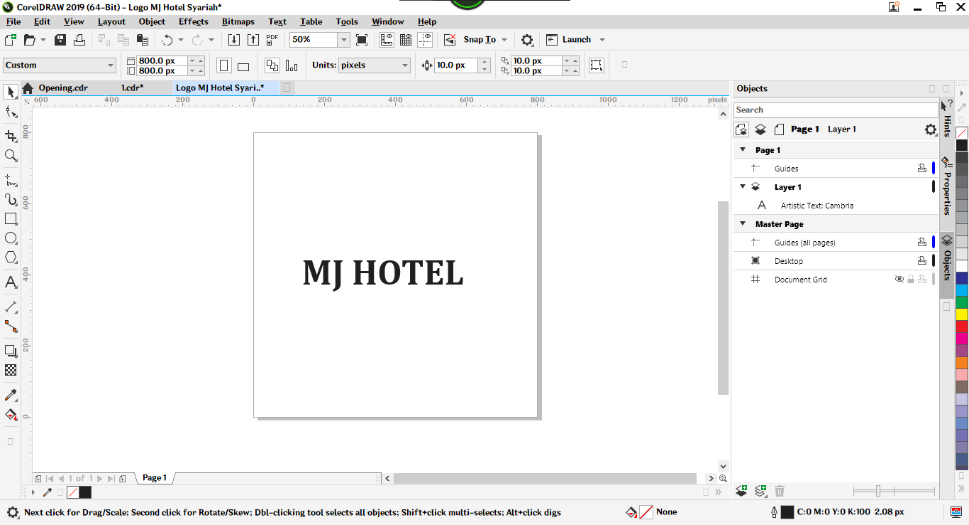 CorelDRAW 2019 (64-Bit) - Logo MJ Hotel Syariah*
File Edit View Layout Object Effects Bitmaps Text Table Tools Window Help
PDF 50% Snap To Launch
Custom 800.0 px Units: pixels 10.0 px 10.0 px
800.0 px 10.0 px
Opening.cdr 1.cdr* Logo MJ Hotel Syari..*
600 400 200 0 200 400 600 800 1000 1200 pixels
800
600
400
200
0
MJ HOTEL
Objects
Search
Page 1 Layer 1
Page 1
Guides
Layer 1
A Artistic Text: Cambria
Master Page
Guides (all pages)
Desktop
Document Grid
Hints
Properties
Objects
1 of 1 Page 1
Next click for Drag/Scale: Second click for Rotate/Skew: Dbl-clicking tool selects all objects: Shift+click multi-selects: Alt+click digs
None
C:0 M:0 Y:0 K:100 2.08 px